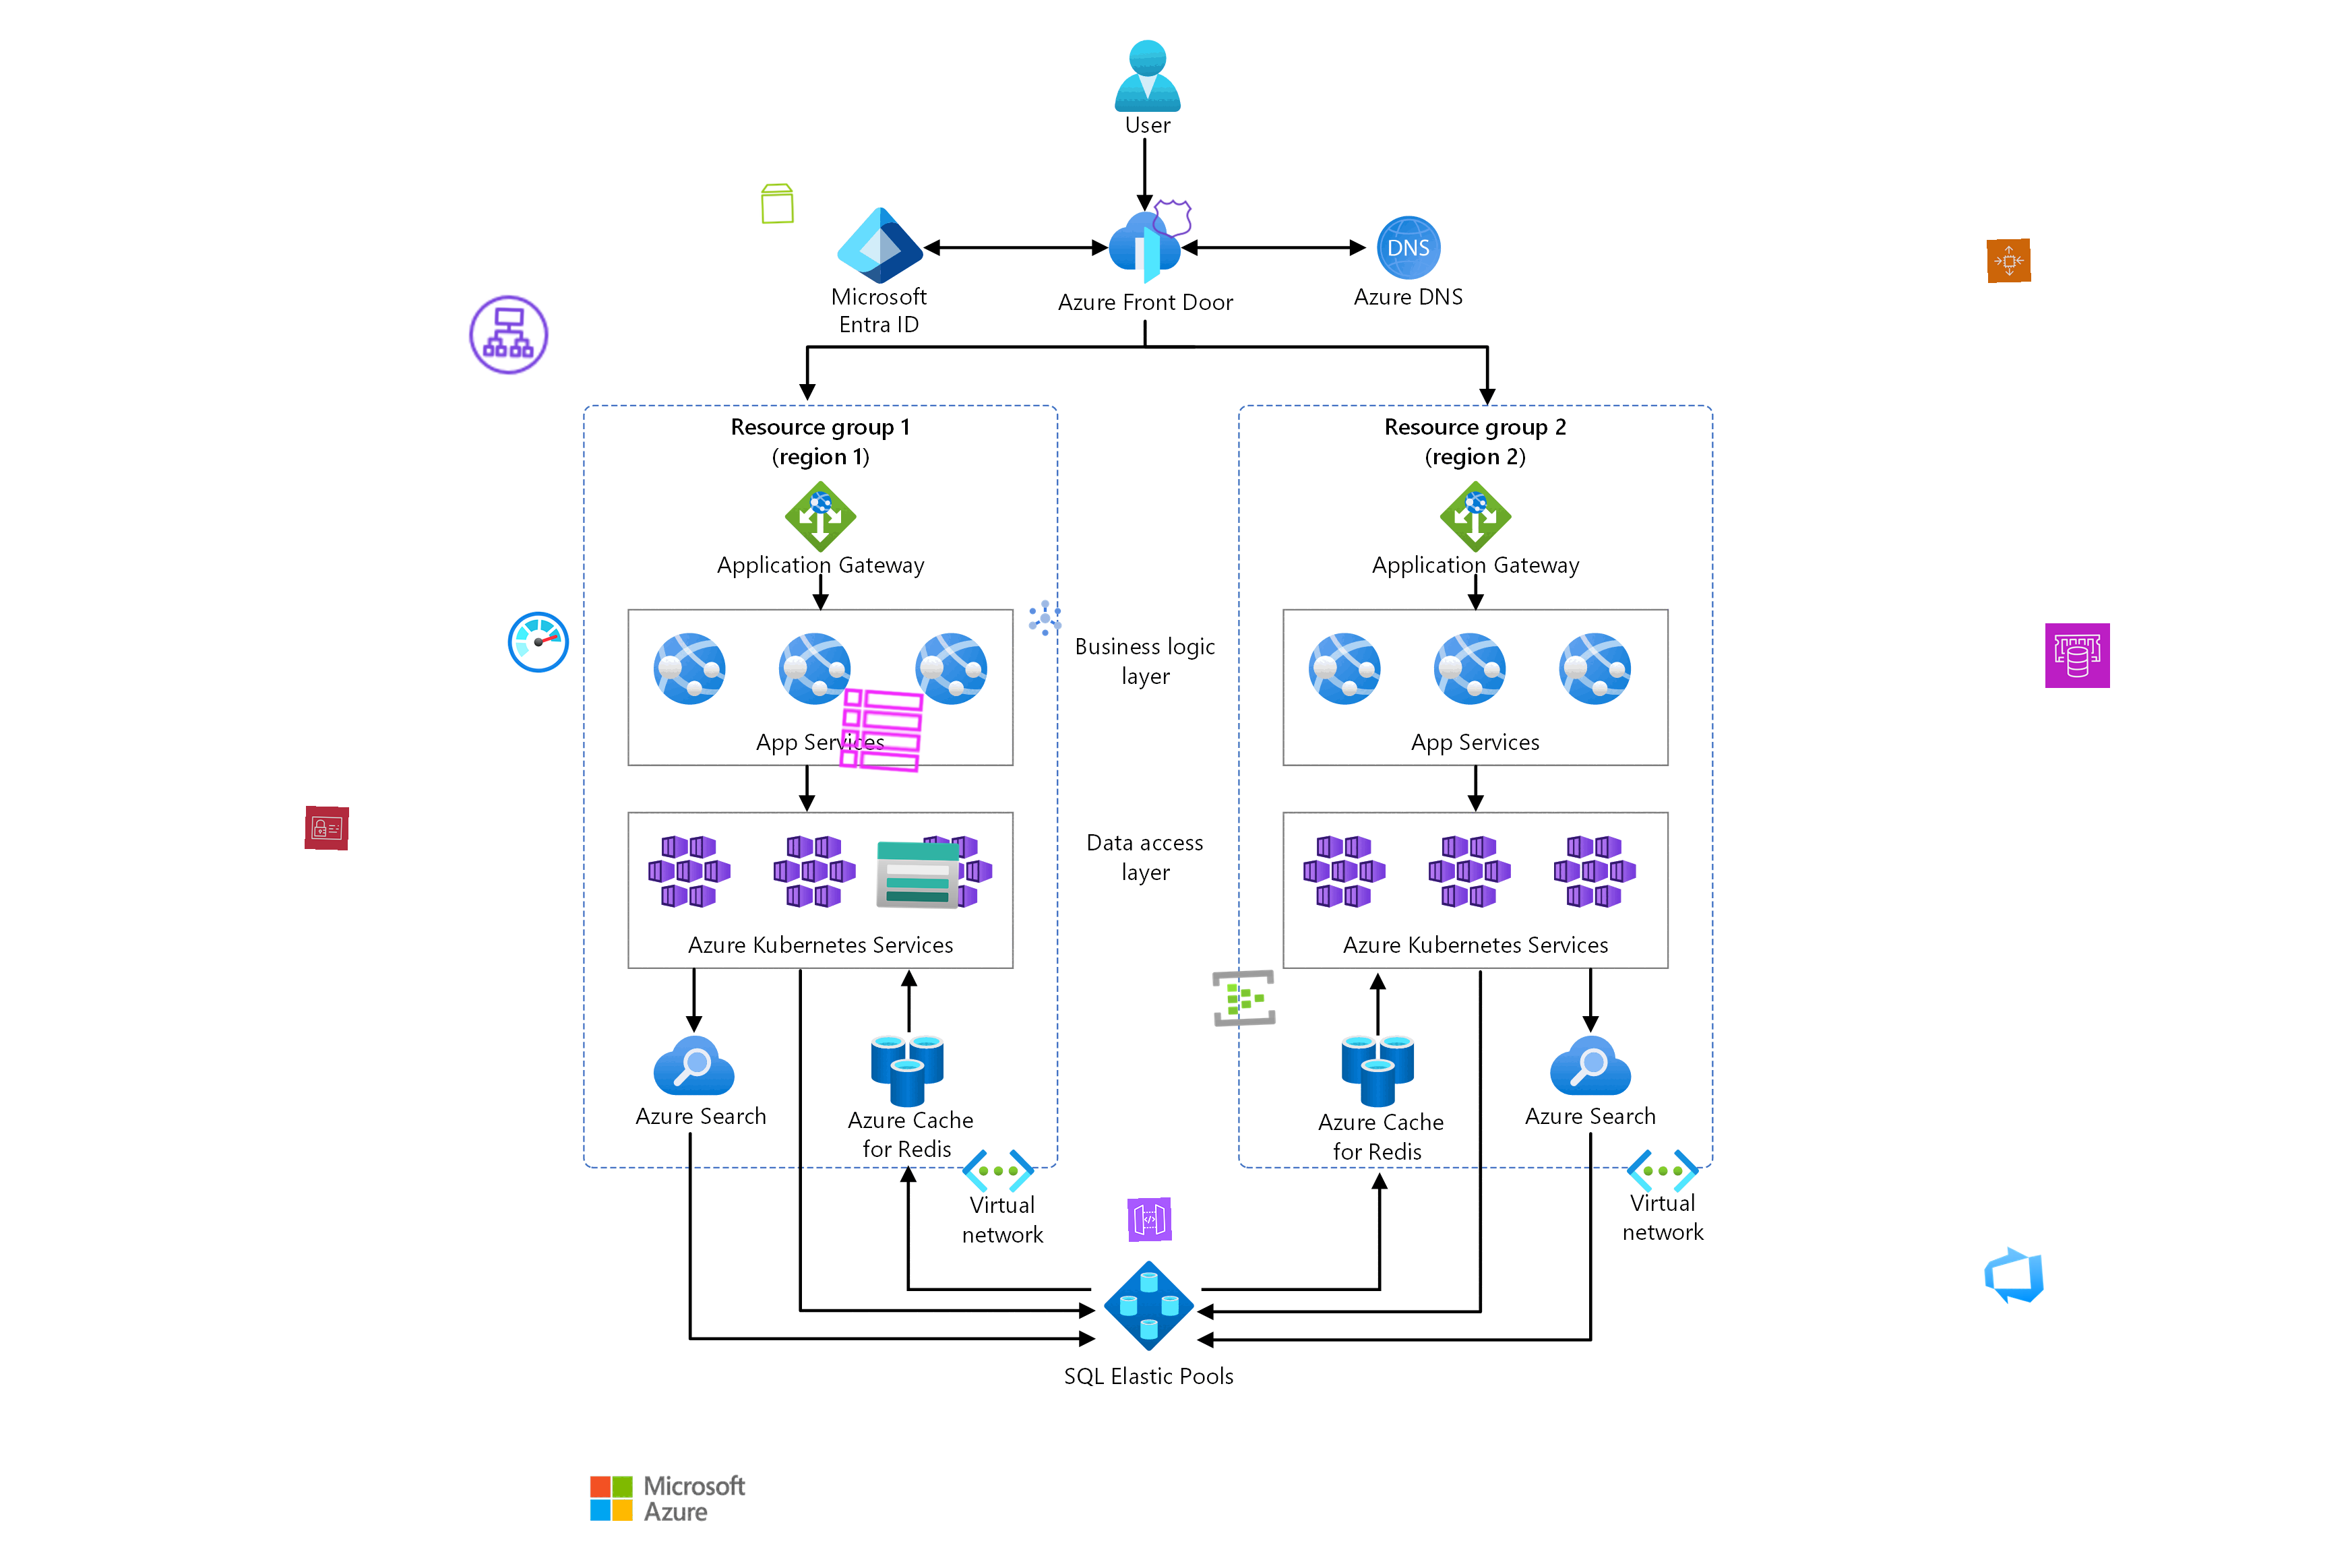 User
Microsoft
Entra ID
Azure Front Door
DNS
Azure DNS
Resource group 1
(region 1)
Resource group 2
(region 2)
Application Gateway
Application Gateway
Business logic
layer
App Services
App Services
Data access
layer
Azure Kubernetes Services
Azure Kubernetes Services
Azure Search
Azure Cache
for Redis
Azure Cache
for Redis
Azure Search
Virtual
network
Virtual
network
SQL Elastic Pools
Microsoft
Azure